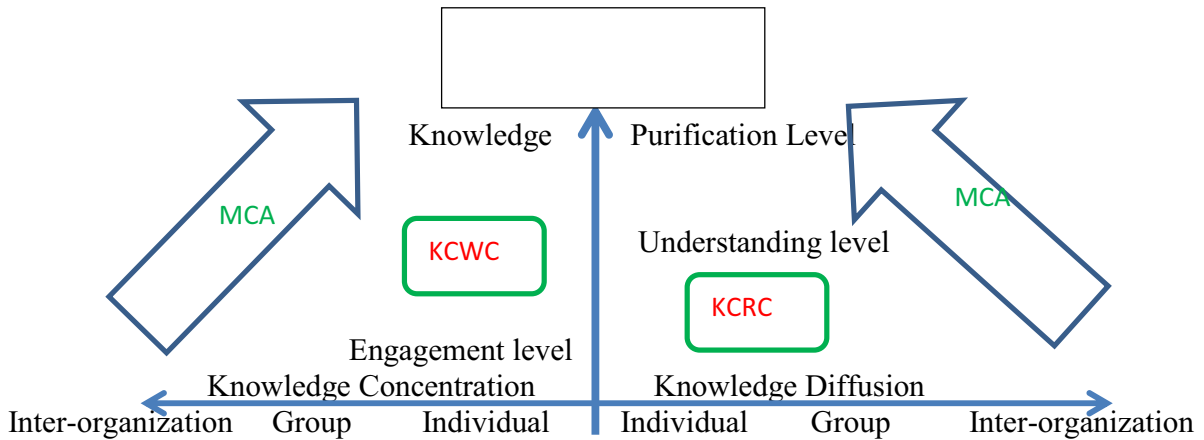 Knowledge Purification Level
MCA
MCA
KCWC
Understanding level
KCRC
Engagement level
Knowledge Concentration Knowledge Diffusion
Inter-organization Group Individual Individual Group Inter-organization